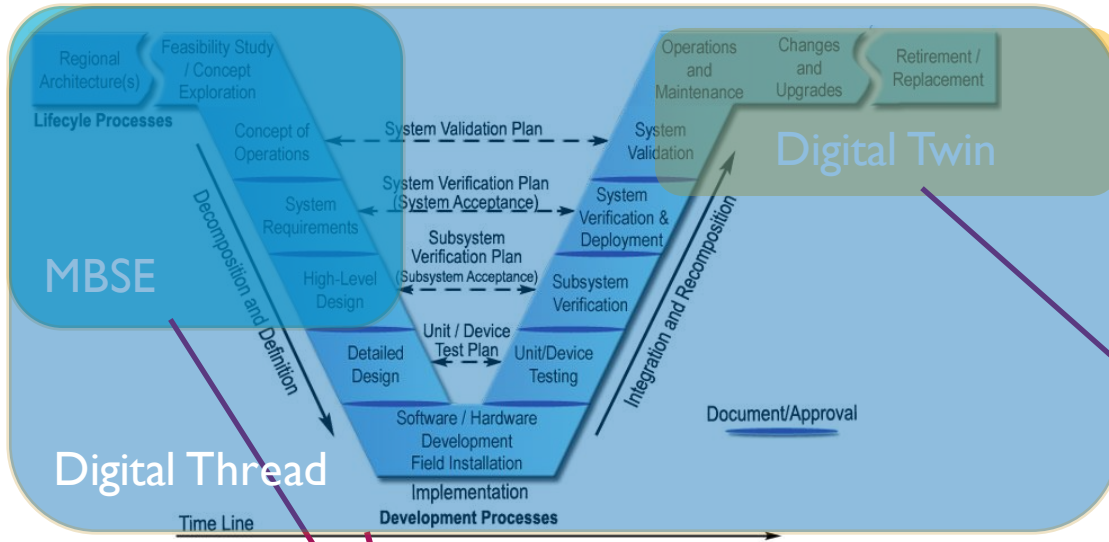 Regional
Architecture(s)
Feasibility Study
/ Concept
Exploration
Operations
and
Maintenance
Changes
and
Upgrades
Retirement /
Replacement
Lifecyle Processes
Concept of
Operations
System Validation Plan
System
Validation
Digital Twin
System
Requirements
System Verification Plan
(System Acceptance)
System
Verification &
Deployment
MBSE
High-Level
Design
Subsystem
Verification Plan
(Subsystem Acceptance)
Subsystem
Verification
Decomposition and Definition
Integration and Recomposition
Detailed
Design
Unit / Device
Test Plan
Unit/Device
Testing
Software / Hardware
Development
Field Installation
Document/Approval
Digital Thread
Implementation
Development Processes
Time Line